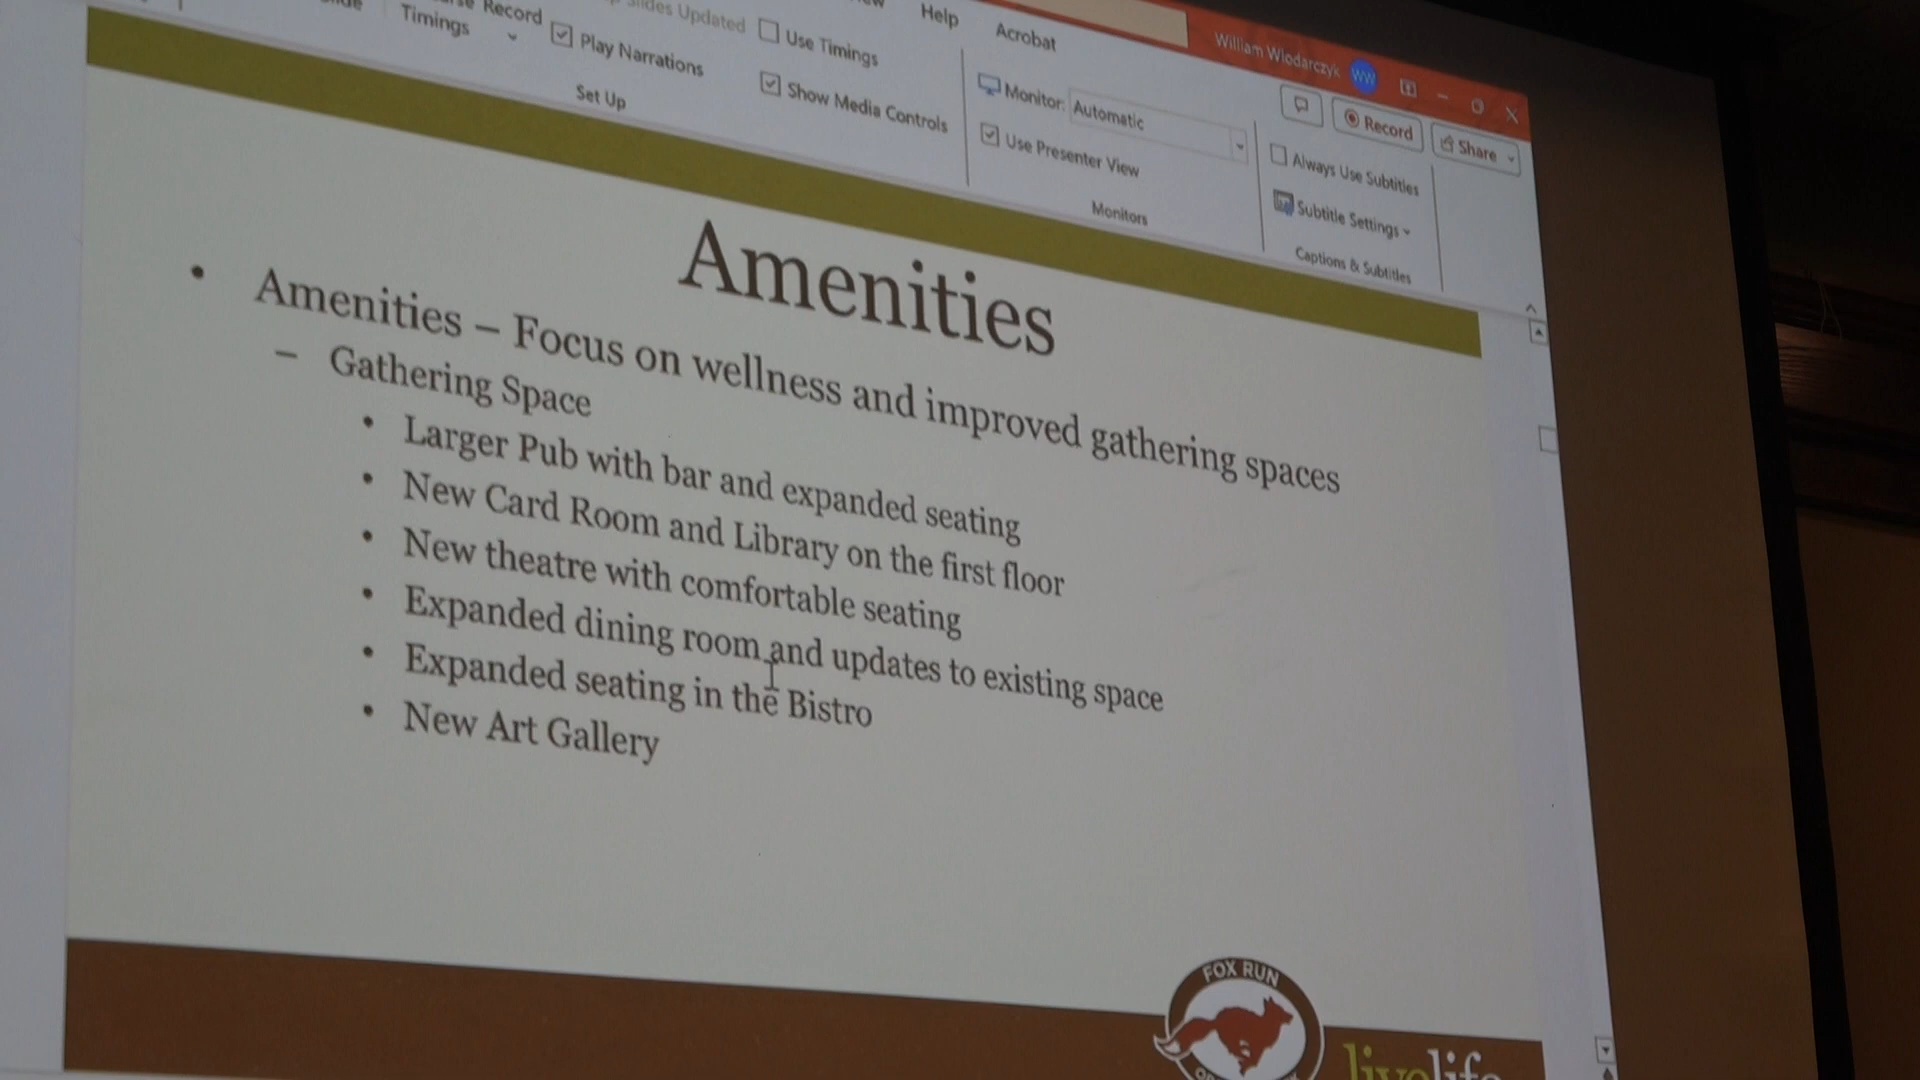 Help
Acrobat
William Wlodarczyk
WW
Record
Timings
Play Narrations
Slides Updated
Use Timings
Show Media Controls
Set Up
Monitor:
Automatic
Use Presenter View
Monitors
Record
Share
Always Use Subtitles
Subtitle Settings
Captions & Subtitles
Amenities
• Amenities – Focus on wellness and improved gathering spaces
– Gathering Space
• Larger Pub with bar and expanded seating
• New Card Room and Library on the first floor
• New theatre with comfortable seating
• Expanded dining room and updates to existing space
• Expanded seating in the Bistro
• New Art Gallery
FOX RUN
livelife